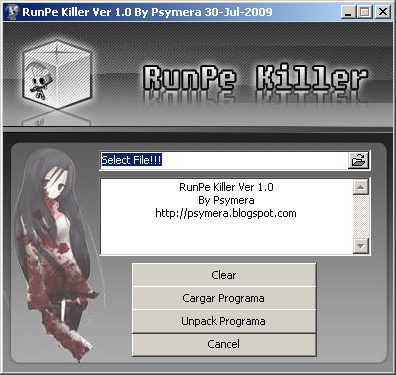 RunPe Killer Ver 1.0 By Psymera 30-Jul-2009
RunPe Killer
Select File!!!
RunPe Killer Ver 1.0
By Psymera
http://psymera.blogspot.com
Clear
Cargar Programa
Unpack Programa
Cancel